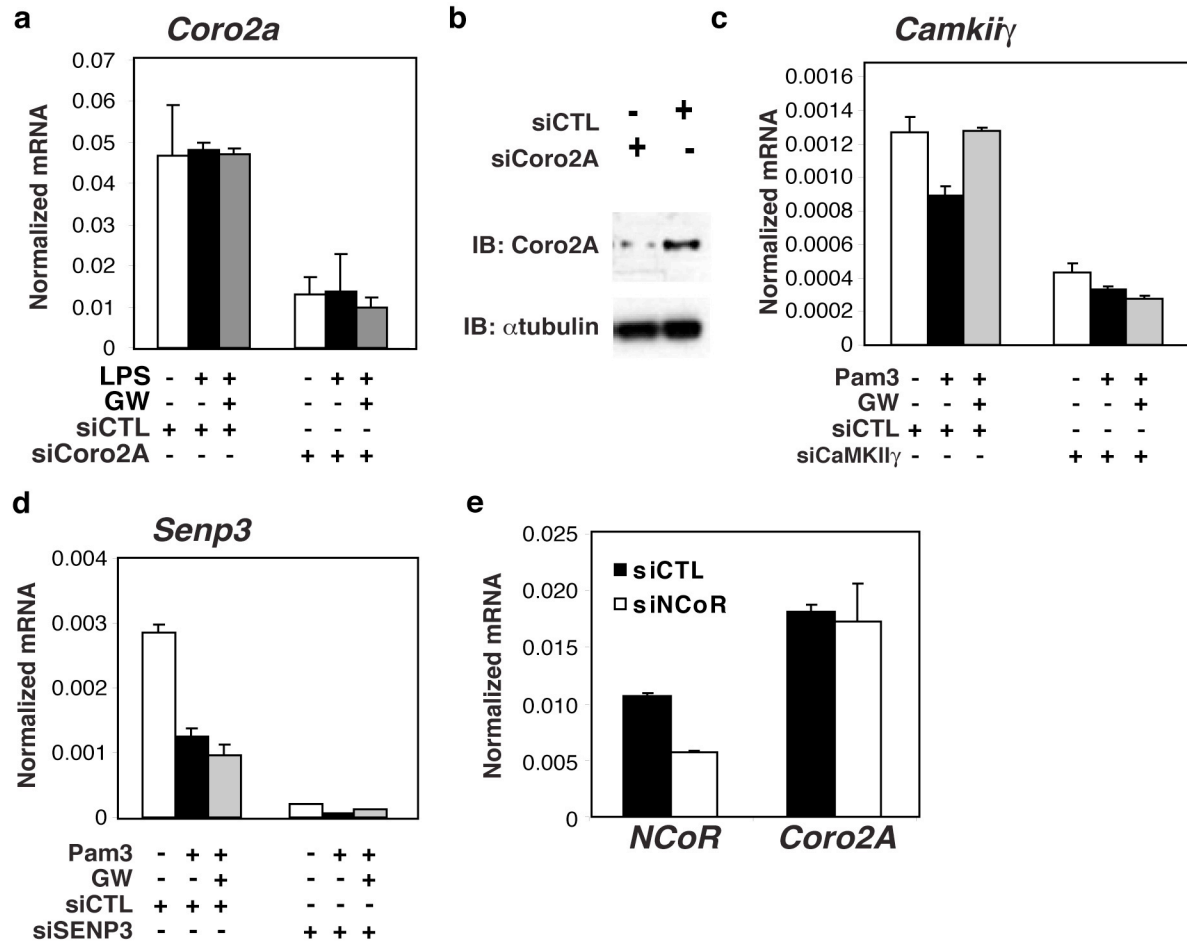 a
Coro2a
Normalized mRNA
0.07
0.06
0.05
0.04
0.03
0.02
0.01
0
LPS - + + - + +
GW - - + - - +
siCTL + + + - - -
siCoro2A - - - + + +
b
siCTL - +
siCoro2A + -
IB: Coro2A
IB: αtubulin
c
Camkiiγ
Normalized mRNA
0.0016
0.0014
0.0012
0.0010
0.0008
0.0006
0.0004
0.0002
0
Pam3 - + + - + +
GW - - + - - +
siCTL + + + - - -
siCaMKIIγ - - - + + +
d
Senp3
Normalized mRNA
0.004
0.003
0.002
0.001
0
Pam3 - + + - + +
GW - - + - - +
siCTL + + + - - -
siSENP3 - - - + + +
e
Normalized mRNA
0.025
0.020
0.015
0.010
0.005
0
siCTL
siNCoR
NCoR Coro2A